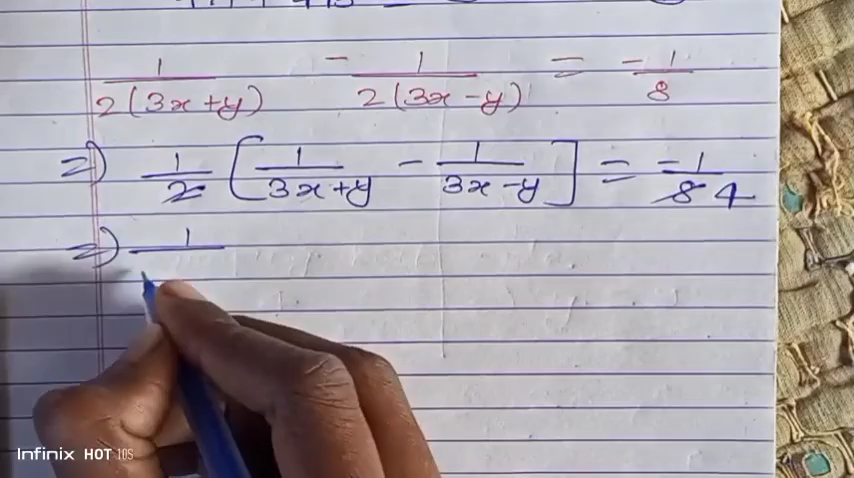 1/2(3x+y) - 1/2(3x-y) = -1/8
=) 1/2 [1/3x+y - 1/3x-y] = -1/8 4
=) 1
Infinix HOT 10S